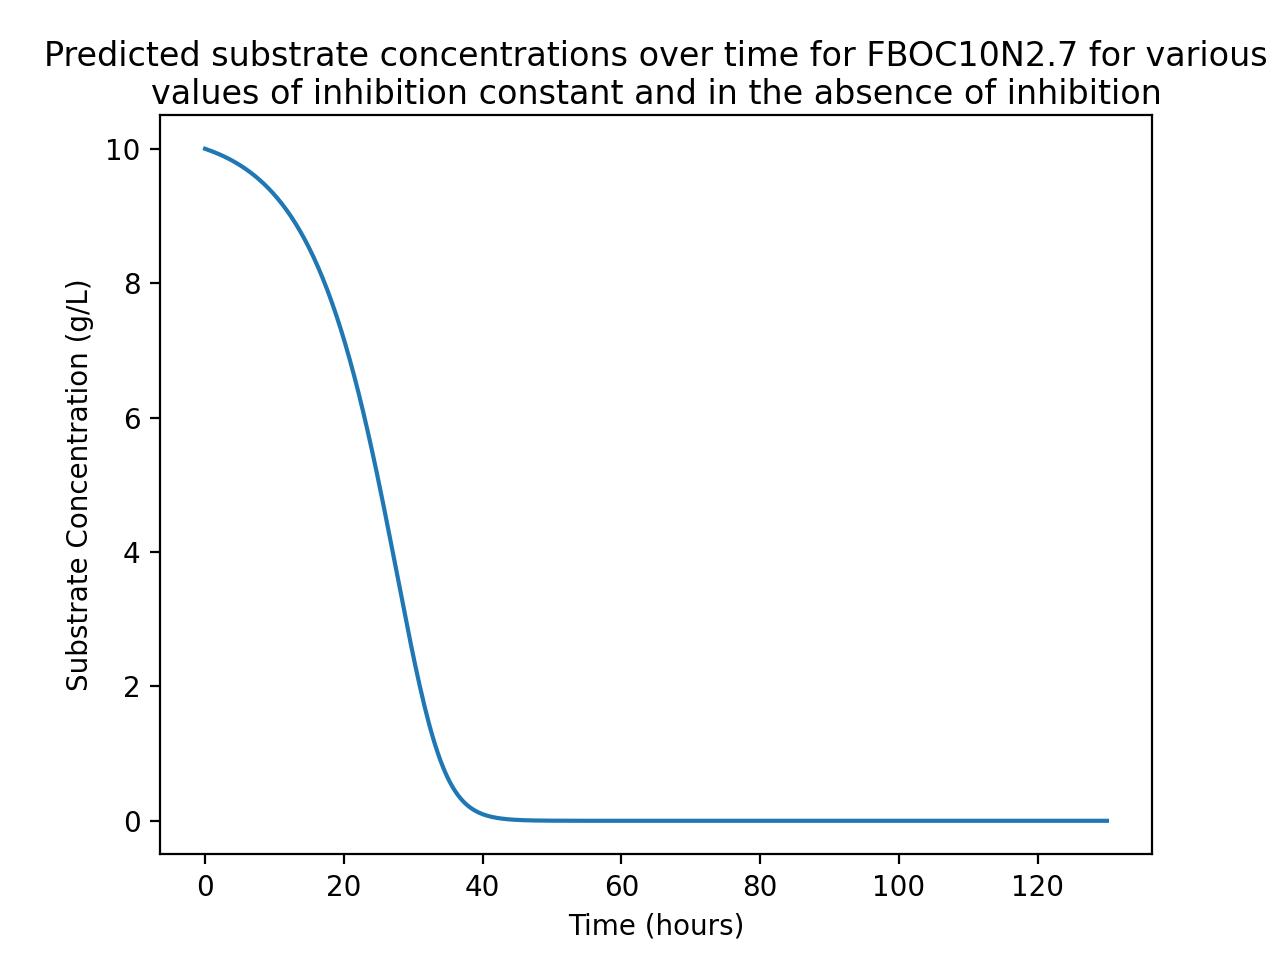 Predicted substrate concentrations over time for FBOC10N2.7 for various
values of inhibition constant and in the absence of inhibition
10
8
6
4
2
0
Substrate Concentration (g/L)
0 20 40 60 80 100 120
Time (hours)